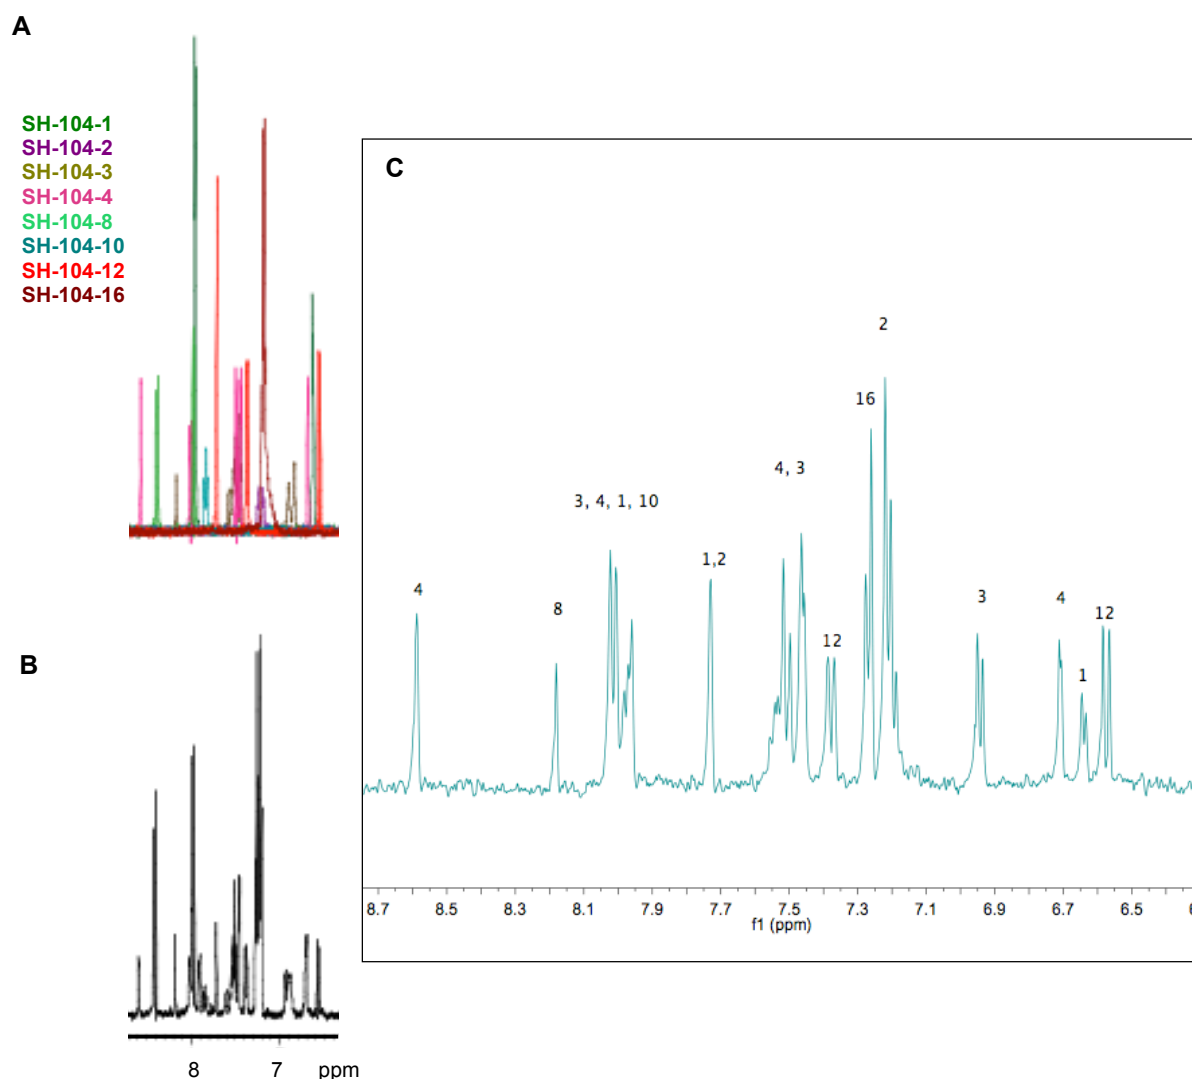 A
SH-104-1
SH-104-2
SH-104-3
SH-104-4
SH-104-8
SH-104-10
SH-104-12
SH-104-16
B
8 7 ppm
C
2
16
4, 3
3, 4, 1, 10
1,2
4
8
12
3
4
12
1
8.7 8.5 8.3 8.1 7.9 7.7 7.5 7.3 7.1 6.9 6.7 6.5
f1 (ppm)